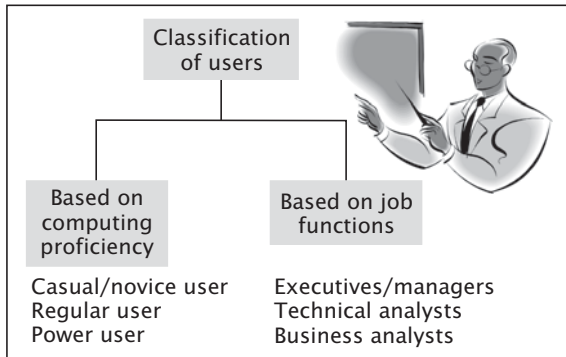 Classification
of users
Based on
computing
proficiency
Casual/novice user
Regular user
Power user
Based on job
functions
Executives/managers
Technical analysts
Business analysts